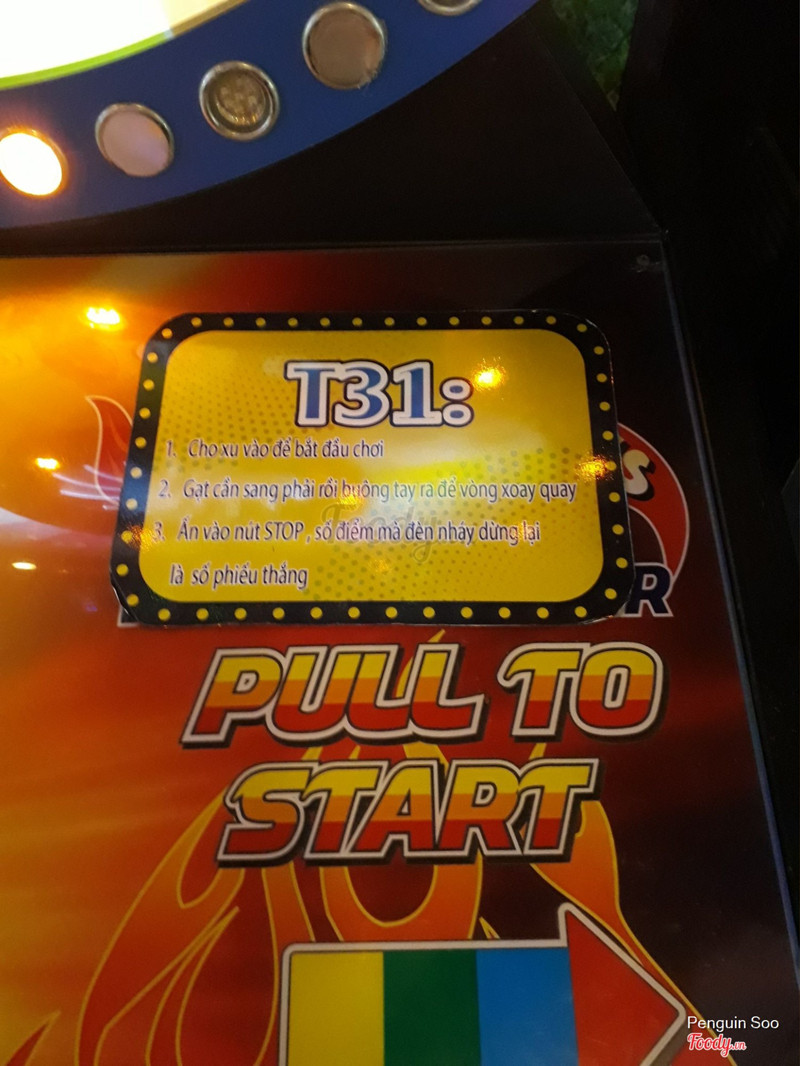 T31:
1. Cho xu vào để bắt đầu chơi
2. Gạt cần sang phải rồi buông tay ra để vòng xoay quay
3. Ấn vào nút STOP , số điểm mà đèn nháy dừng lại
là số phiếu thắng
PULL TO
START
Penguin Soo
Foody.vn